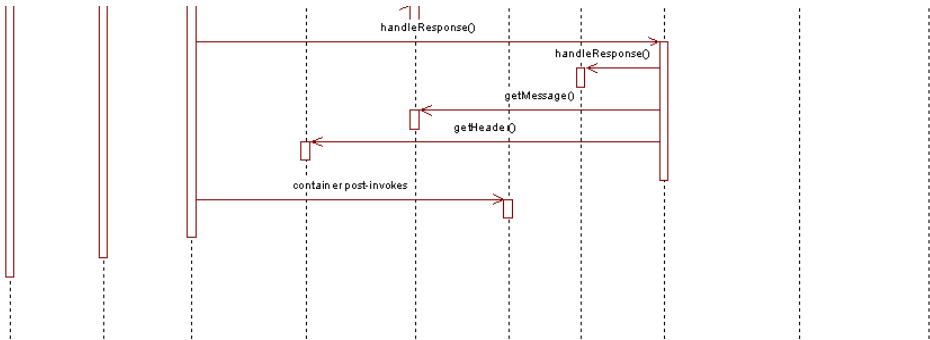 handleResponse()
handleResponse()
getMessage()
getHeader()
container post-invokes